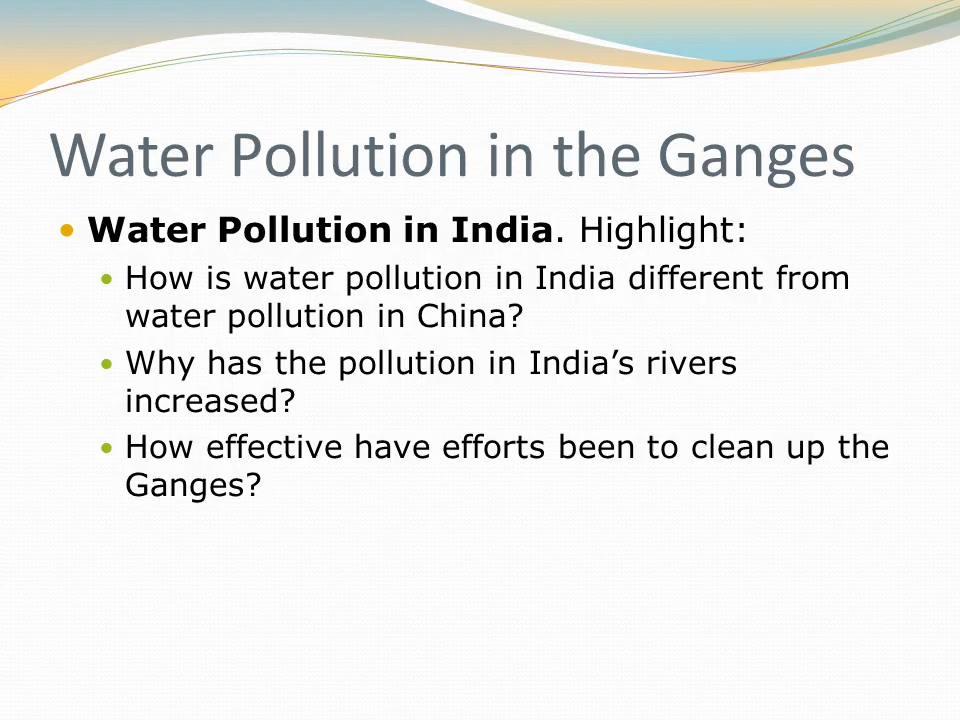 Water Pollution in the Ganges
• Water Pollution in India. Highlight:
• How is water pollution in India different from
water pollution in China?
• Why has the pollution in India’s rivers
increased?
• How effective have efforts been to clean up the
Ganges?